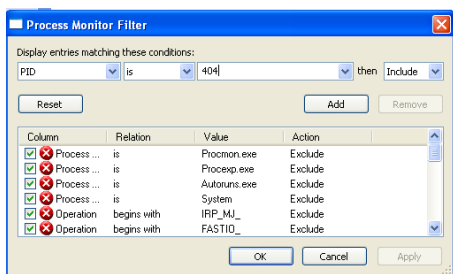 Process Monitor Filter
Display entries matching these conditions:
PID is 404 then Include
Reset Add Remove
Column Relation Value Action
Process ... is Procmon.exe Exclude
Process ... is Procexp.exe Exclude
Process ... is Autoruns.exe Exclude
Process ... is System Exclude
Operation begins with IRP_MJ_ Exclude
Operation begins with FASTIO_ Exclude
OK Cancel Apply